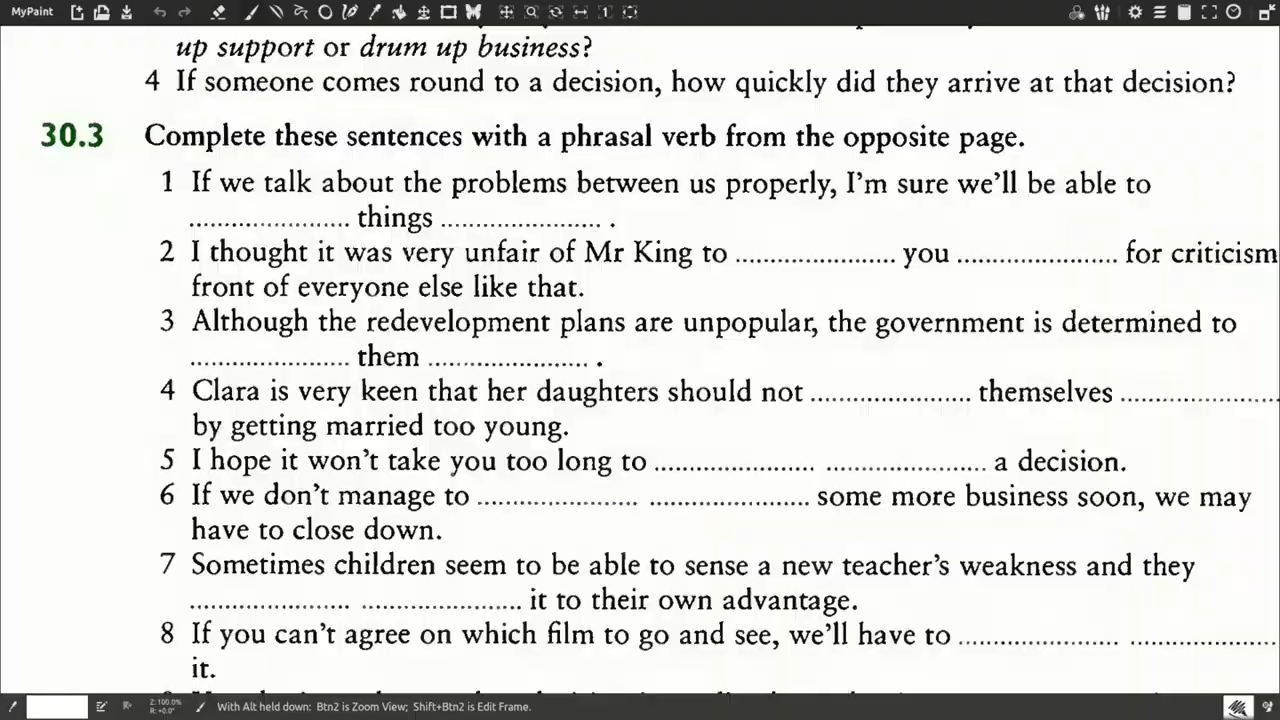 MyPaint
up support or drum up business?
4 If someone comes round to a decision, how quickly did they arrive at that decision?
30.3 Complete these sentences with a phrasal verb from the opposite page.
1 If we talk about the problems between us properly, I'm sure we'll be able to
..................... things ..................... .
2 I thought it was very unfair of Mr King to ..................... you ..................... for criticism
front of everyone else like that.
3 Although the redevelopment plans are unpopular, the government is determined to
..................... them ..................... .
4 Clara is very keen that her daughters should not ..................... themselves .....................
by getting married too young.
5 I hope it won't take you too long to ..................... ..................... a decision.
6 If we don't manage to ..................... ..................... some more business soon, we may
have to close down.
7 Sometimes children seem to be able to sense a new teacher's weakness and they
..................... ..................... it to their own advantage.
8 If you can't agree on which film to go and see, we'll have to ..................... ...................
it.
Z: 100.0%
R: +0.0°
With Alt held down: Btn2 is Zoom View; Shift+Btn2 is Edit Frame.